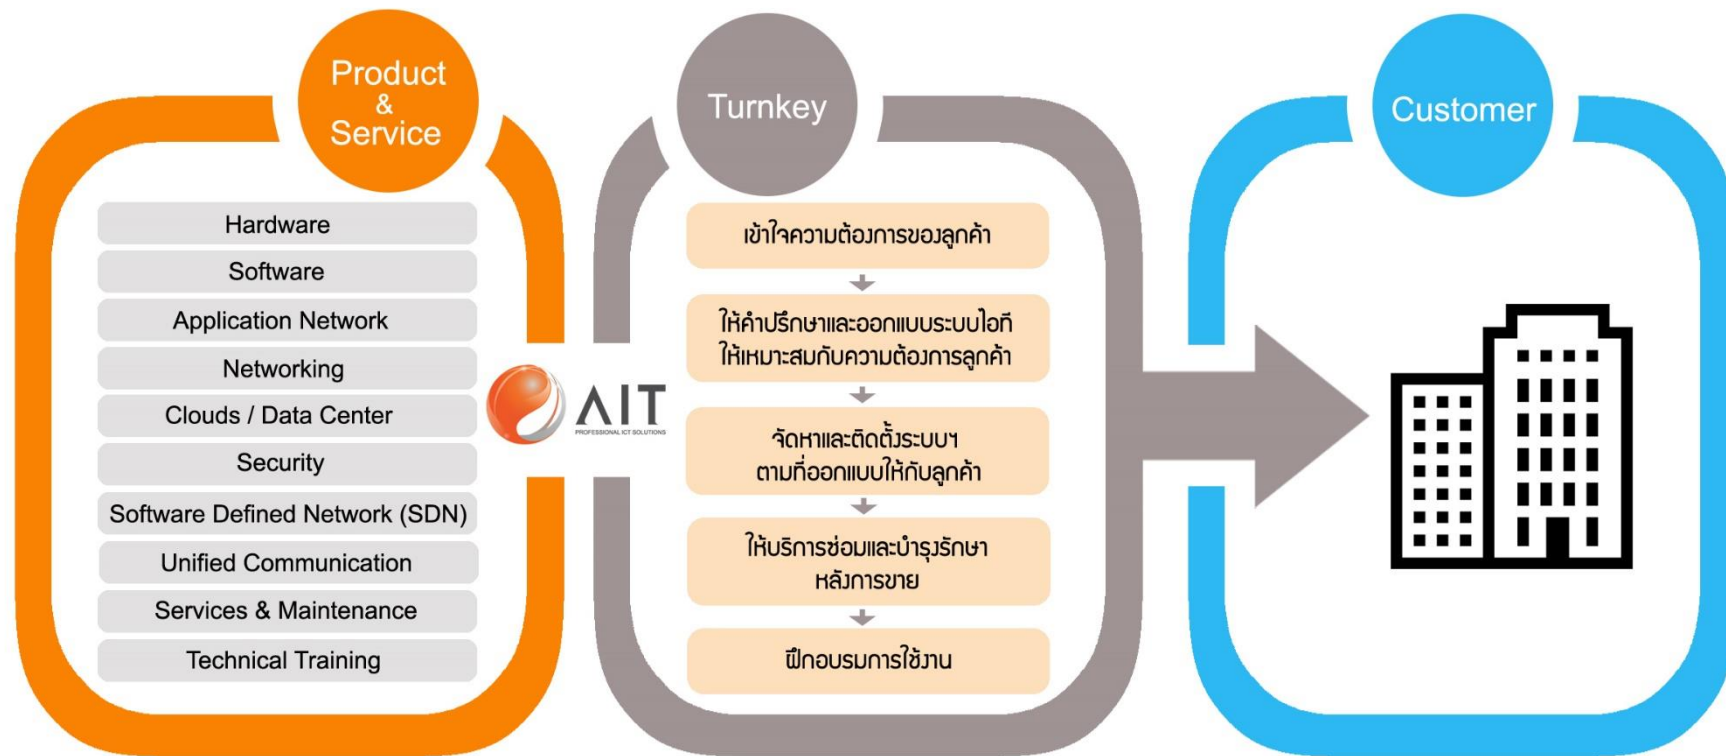 Product
&
Service
Hardware
Software
Application Network
Networking
Clouds / Data Center
Security
Software Defined Network (SDN)
Unified Communication
Services & Maintenance
Technical Training
AIT
PROFESSIONAL ICT SOLUTIONS
Turnkey
เข้าใจความต้องการของลูกค้า
ให้คำปรึกษาและออกแบบระบบไอที
ให้เหมาะสมกับความต้องการลูกค้า
จัดหาและติดตั้งระบบฯ
ตามที่ออกแบบให้กับลูกค้า
ให้บริการซ่อมและบำรุงรักษา
หลังการขาย
ฝึกอบรมการใช้งาน
Customer